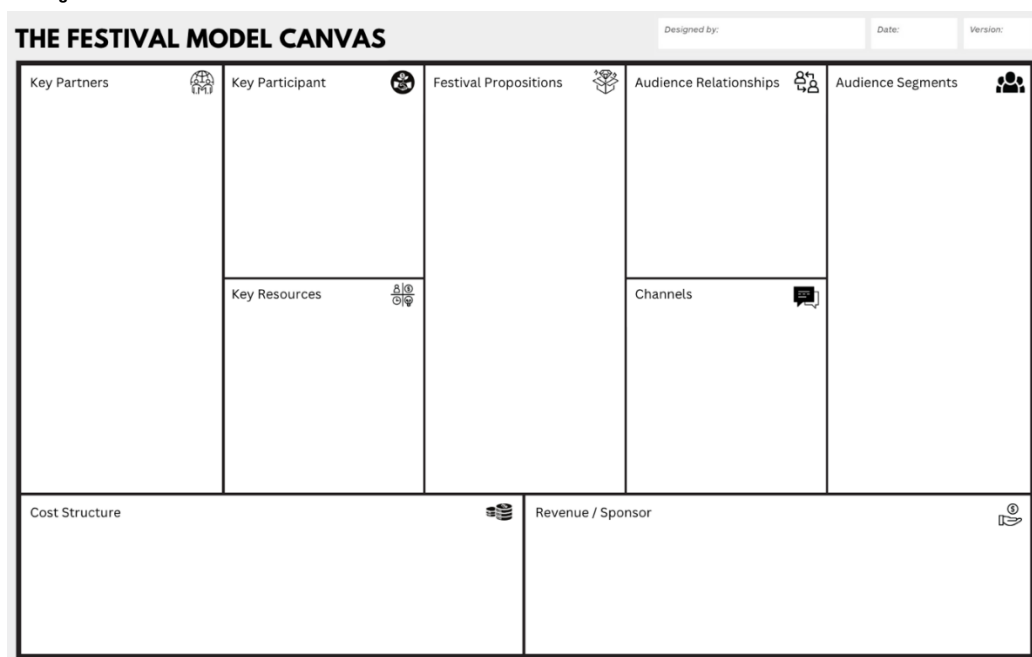 THE FESTIVAL MODEL CANVAS
Designed by:
Date:
Version:
Key Partners
Key Participant
Festival Propositions
Audience Relationships
Audience Segments
Key Resources
Channels
Cost Structure
Revenue / Sponsor